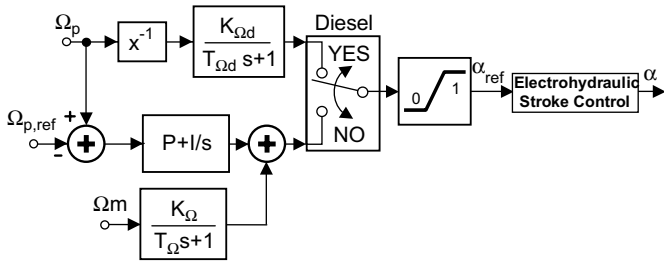 Ωp
x⁻¹
KΩd
TΩd s+1
Diesel
YES
NO
0
1
αref
Electrohydraulic
Stroke Control
α
Ωp,ref
+
-
+
P+I/s
+
Ωm
KΩ
TΩs+1